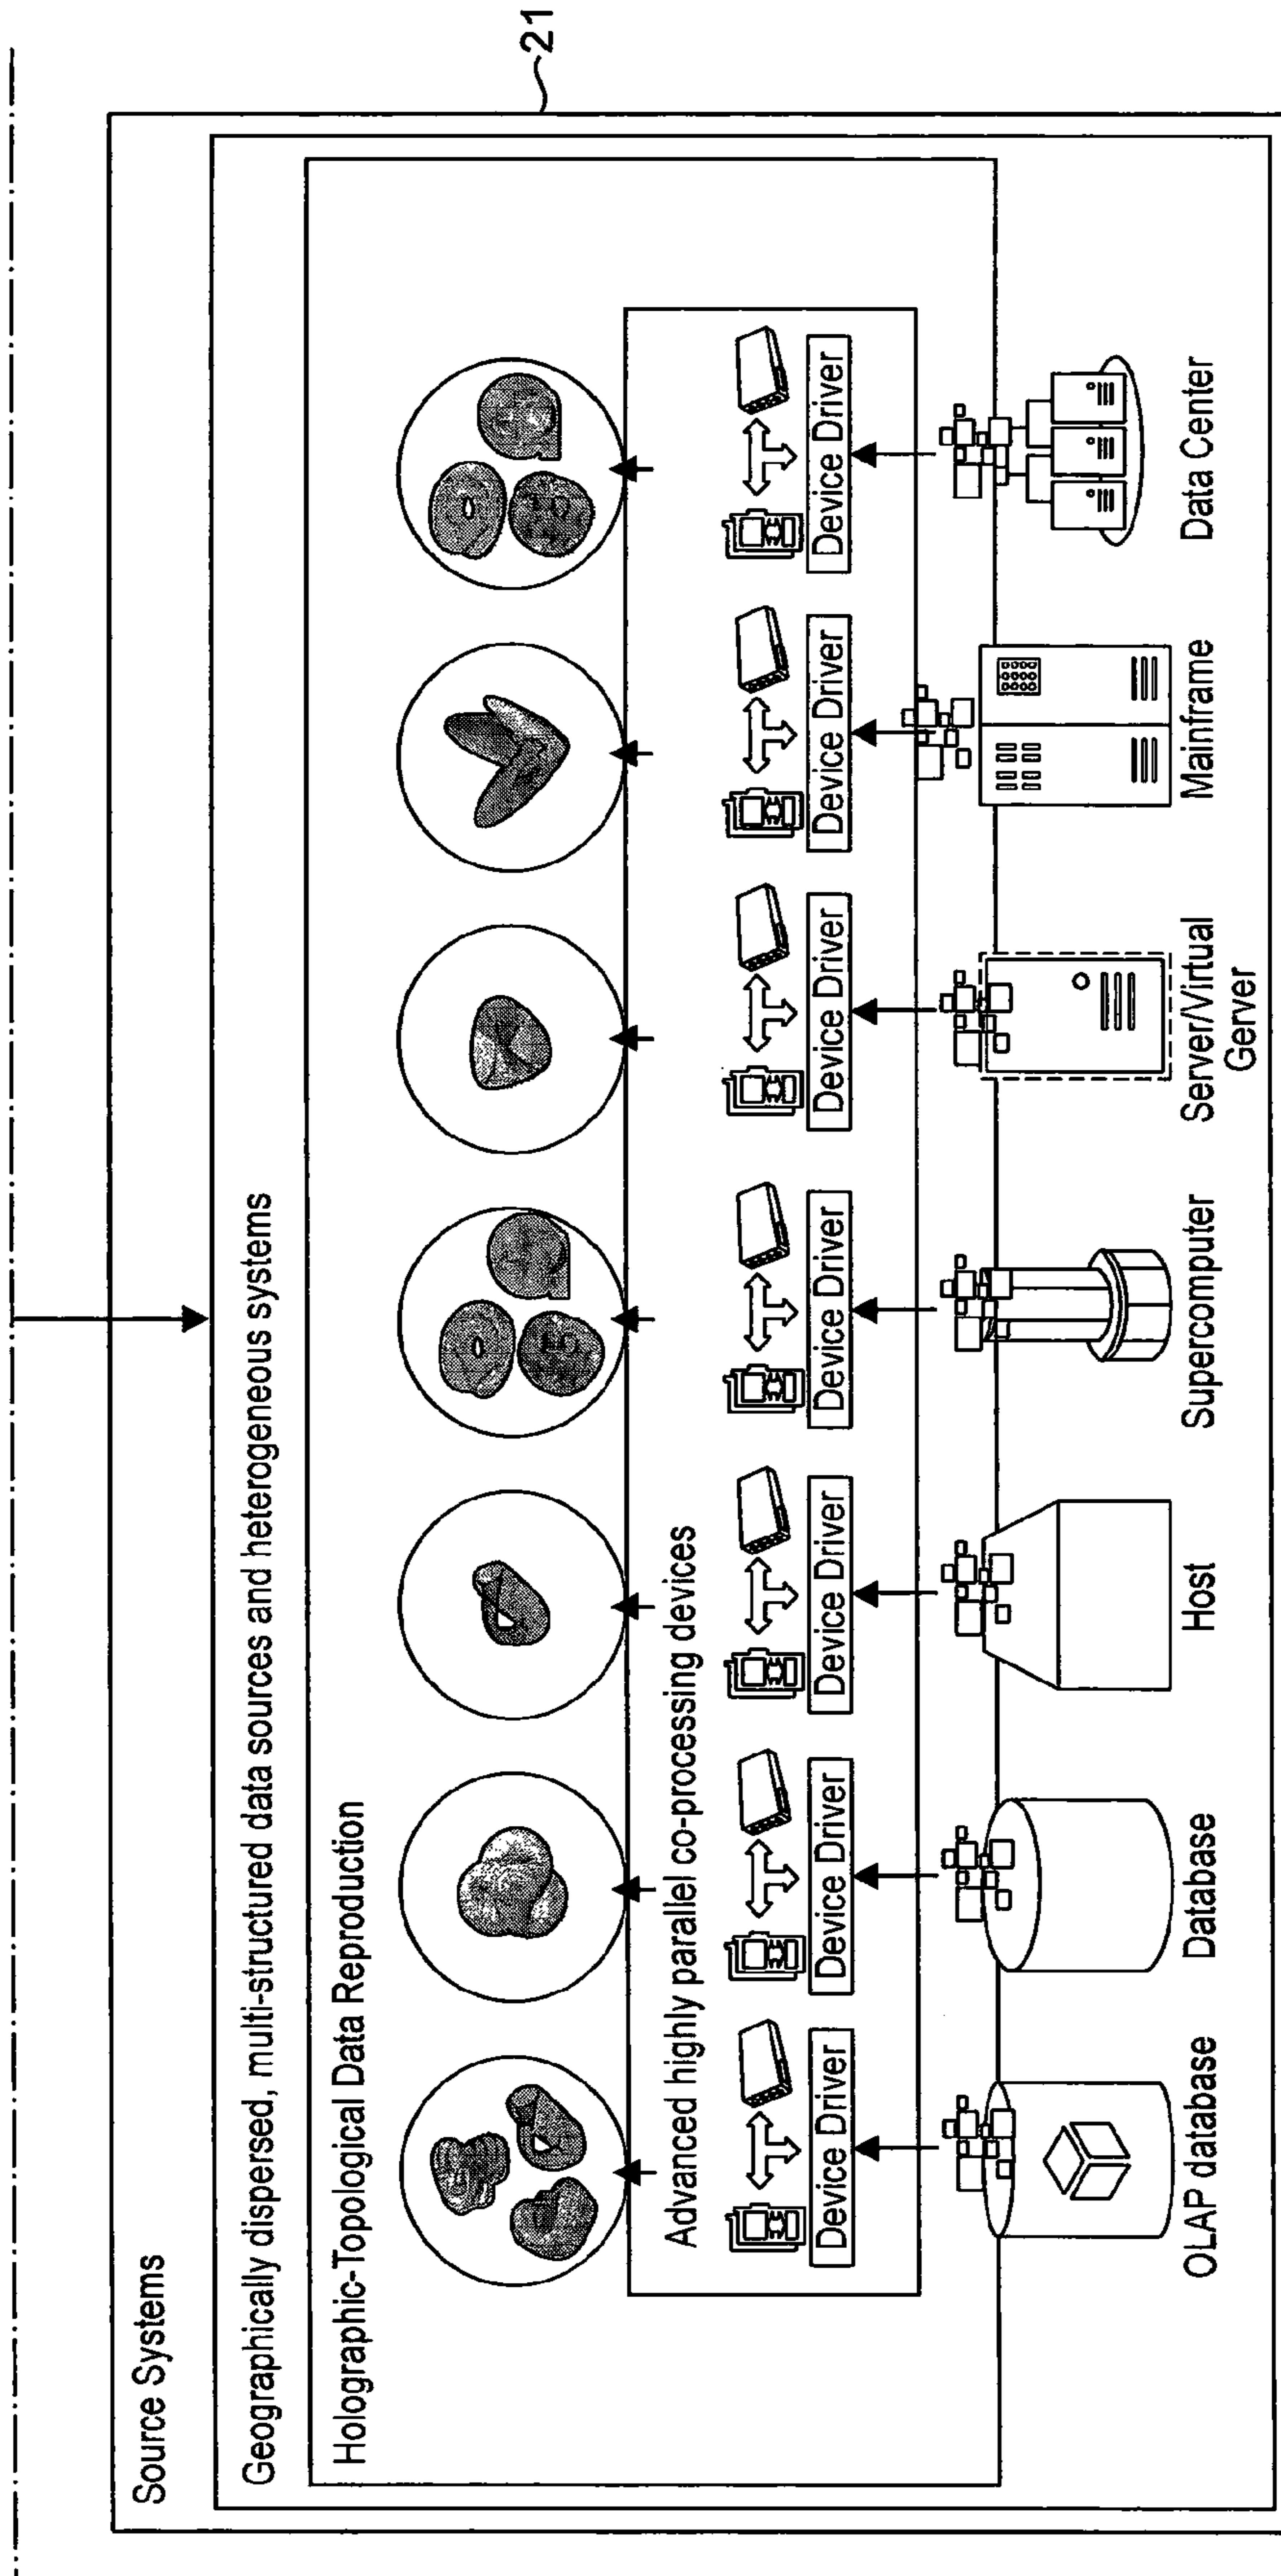 21
Source Systems
Geographically dispersed, multi-structured data sources and heterogeneous systems
Holographic-Topological Data Reproduction
Advanced highly parallel co-processing devices
Device Driver
Device Driver
Device Driver
Device Driver
Device Driver
Device Driver
Device Driver
OLAP database
Database
Host
Supercomputer
Server/Virtual
Gerver
Mainframe
Data Center